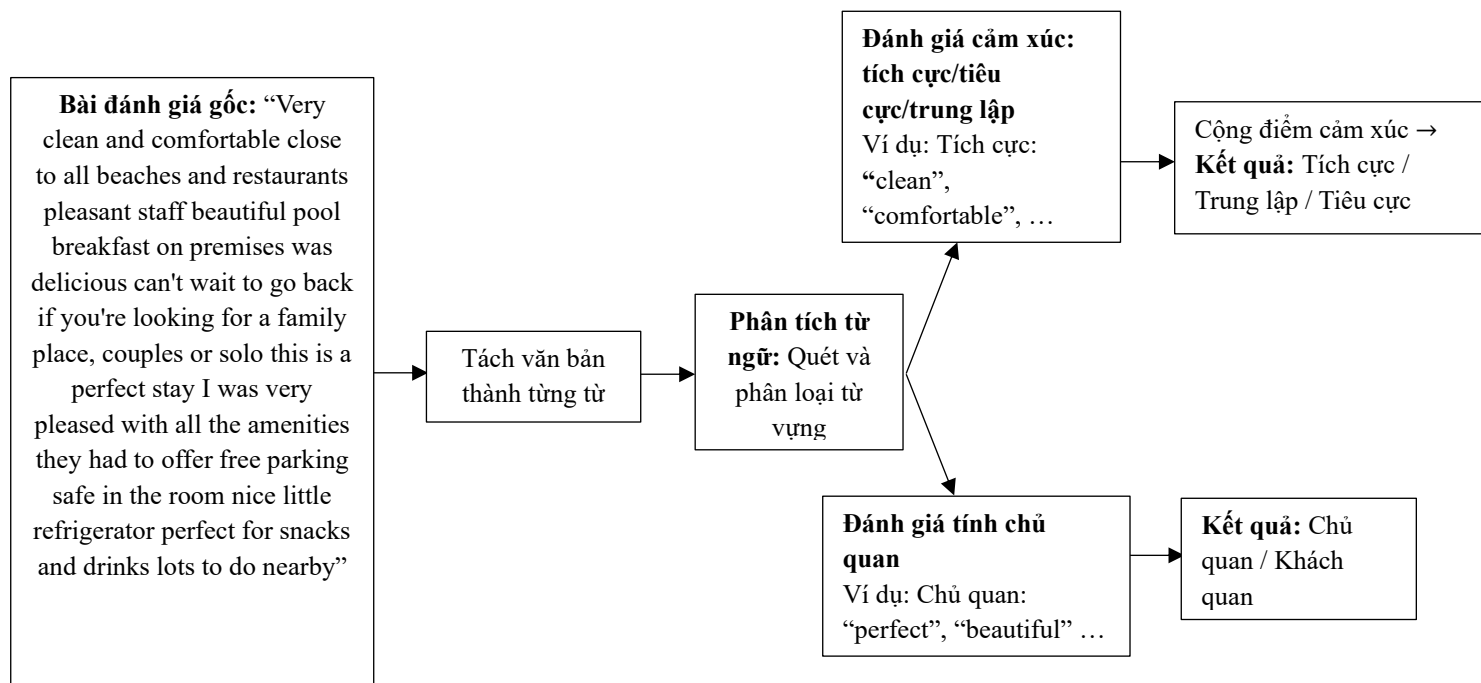 Bài đánh giá gốc: “Very
clean and comfortable close
to all beaches and restaurants
pleasant staff beautiful pool
breakfast on premises was
delicious can't wait to go back
if you're looking for a family
place, couples or solo this is a
perfect stay I was very
pleased with all the amenities
they had to offer free parking
safe in the room nice little
refrigerator perfect for snacks
and drinks lots to do nearby”
Tách văn bản
thành từng từ
Phân tích từ
ngữ: Quét và
phân loại từ
vựng
Đánh giá cảm xúc:
tích cực/tiêu
cực/trung lập
Ví dụ: Tích cực:
“clean”,
“comfortable”, …
Cộng điểm cảm xúc →
Kết quả: Tích cực /
Trung lập / Tiêu cực
Đánh giá tính chủ
quan
Ví dụ: Chủ quan:
“perfect”, “beautiful” …
Kết quả: Chủ
quan / Khách
quan